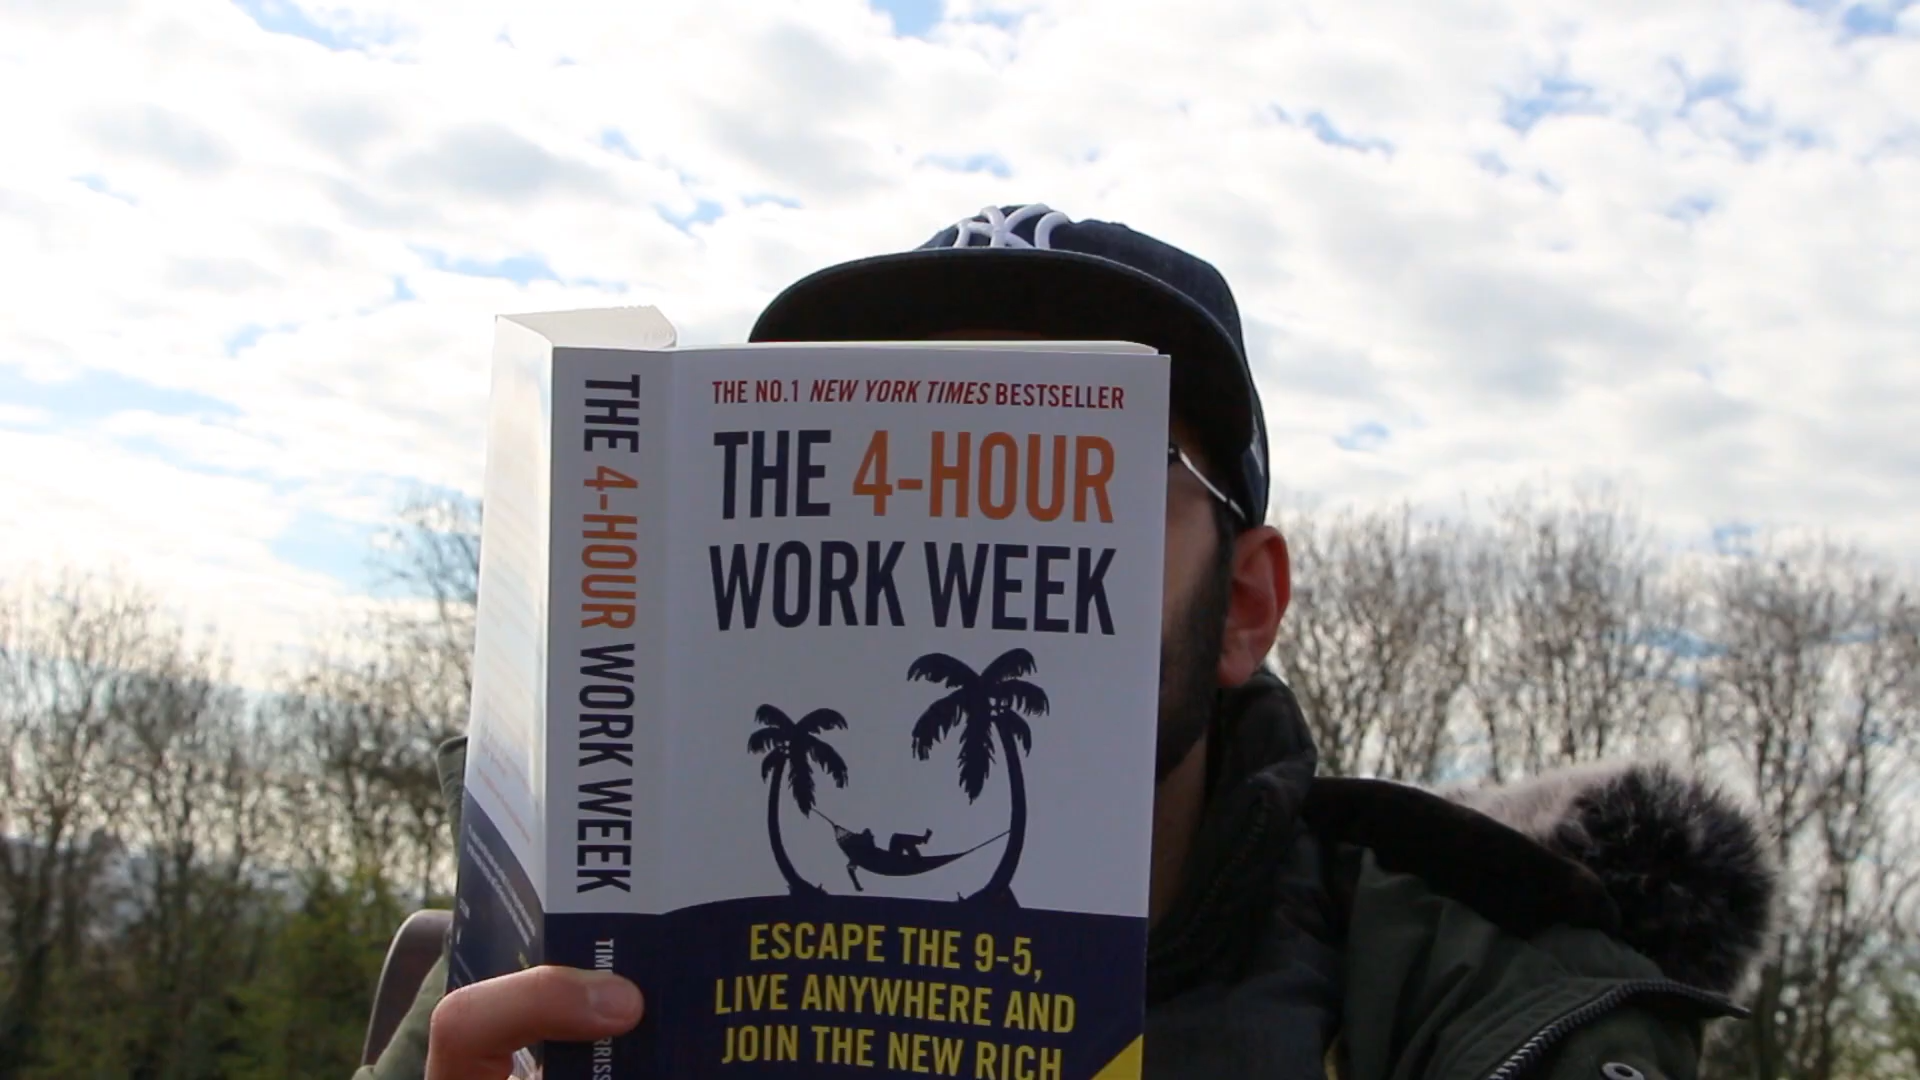 THE NO.1 NEW YORK TIMES BESTSELLER
THE 4-HOUR
WORK WEEK
ESCAPE THE 9-5,
LIVE ANYWHERE AND
JOIN THE NEW RICH
THE 4-HOUR WORK WEEK